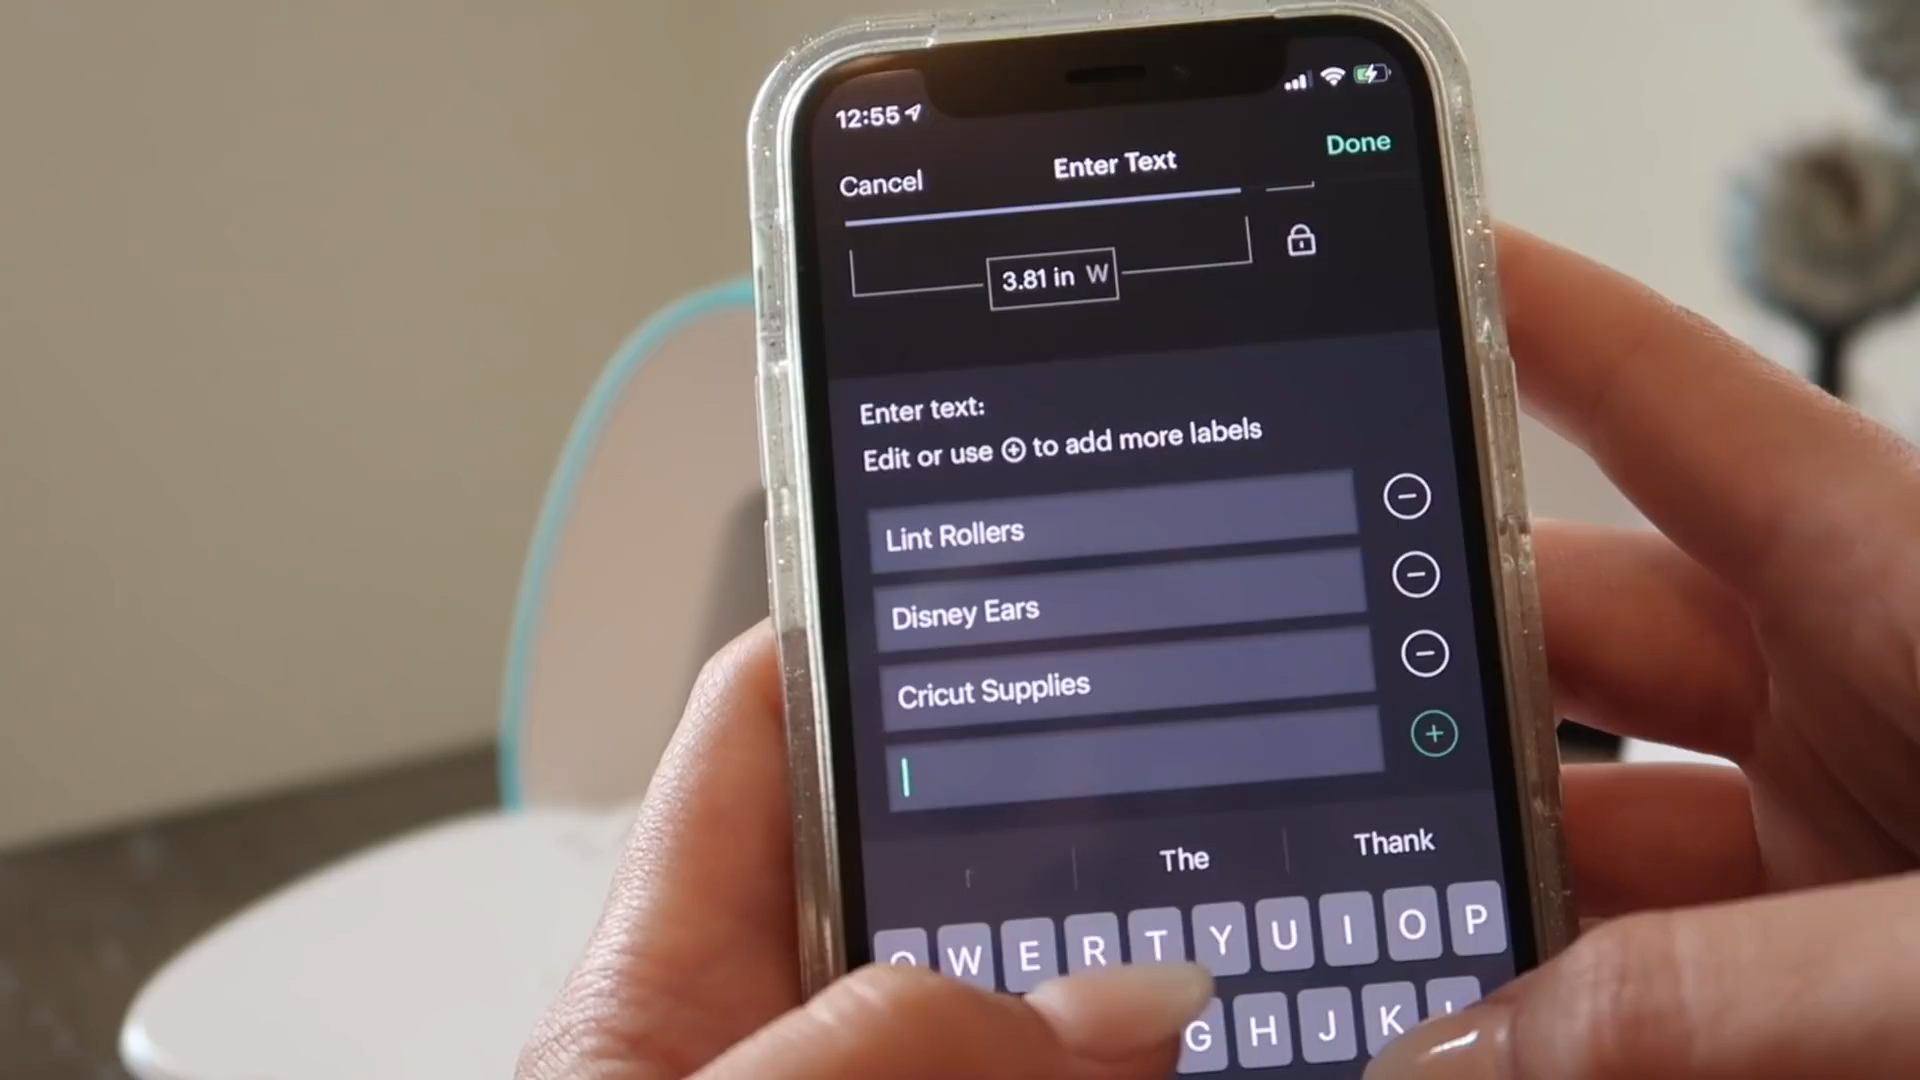 12:55
Cancel Enter Text Done
3.81 in W
Enter text:
Edit or use ⊕ to add more labels
Lint Rollers
Disney Ears
Cricut Supplies
The Thank
Q W E R T Y U I O P
G H J K